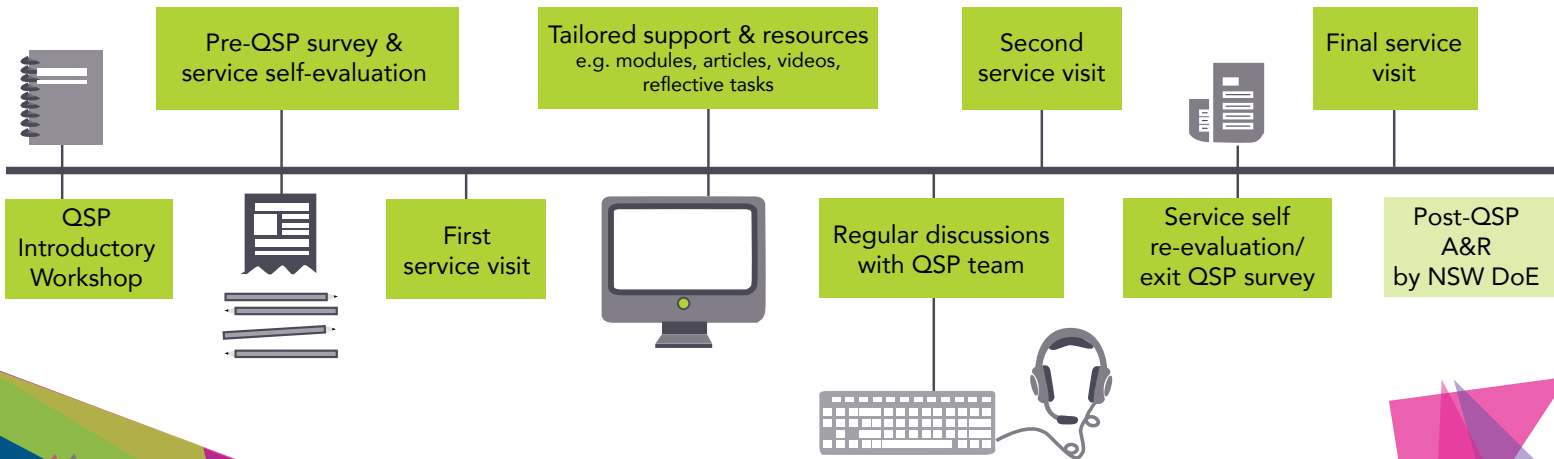 QSP
Introductory
Workshop
Pre-QSP survey &
service self-evaluation
First
service visit
Tailored support & resources
e.g. modules, articles, videos,
reflective tasks
Regular discussions
with QSP team
Second
service visit
Service self
re-evaluation/
exit QSP survey
Final service
visit
Post-QSP
A&R
by NSW DoE